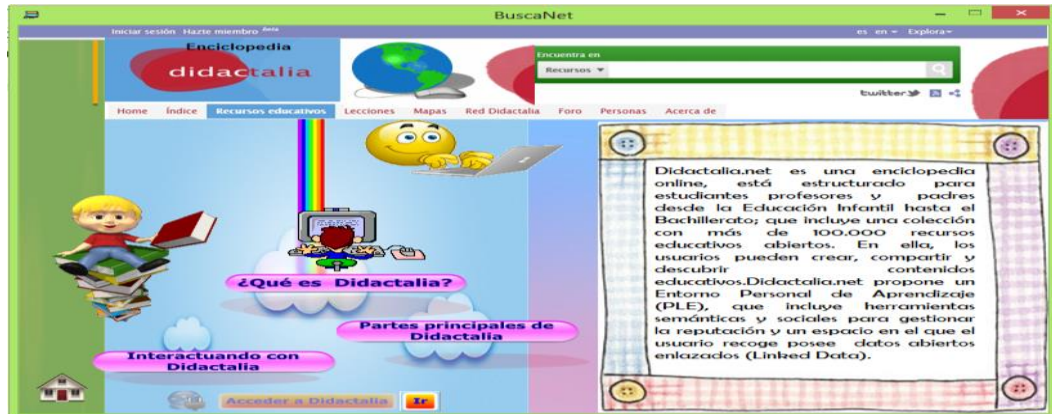 BuscaNet
Iniciar sesión Hazte miembro Beta
es en Explora
Enciclopedia
didactalia
Encuentra en
Recursos
twitter
Home Índice Recursos educativos Lecciones Mapas Red Didactalia Foro Personas Acerca de
¿Qué es Didactalia?
Partes principales de
Didactalia
Interactuando con
Didactalia
Acceder a Didactalia Ir
Didactalia.net es una enciclopedia
online, está estructurado para
estudiantes profesores y padres
desde la Educación Infantil hasta el
Bachillerato; que incluye una colección
con más de 100.000 recursos
educativos abiertos. En ella, los
usuarios pueden crear, compartir y
descubrir contenidos
educativos.Didactalia.net propone un
Entorno Personal de Aprendizaje
(PLE), que incluye herramientas
semánticas y sociales para gestionar
la reputación y un espacio en el que el
usuario recoge posee datos abiertos
enlazados (Linked Data).